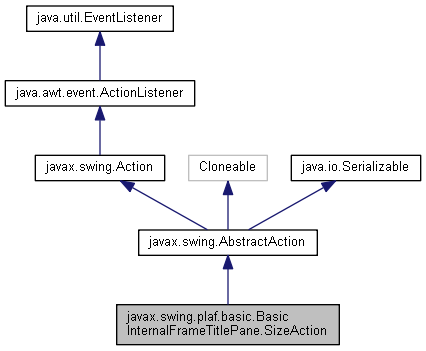 java.util.EventListener
java.awt.event.ActionListener
javax.swing.Action
Cloneable
java.io.Serializable
javax.swing.AbstractAction
javax.swing.plaf.basic.Basic
InternalFrameTitlePane.SizeAction